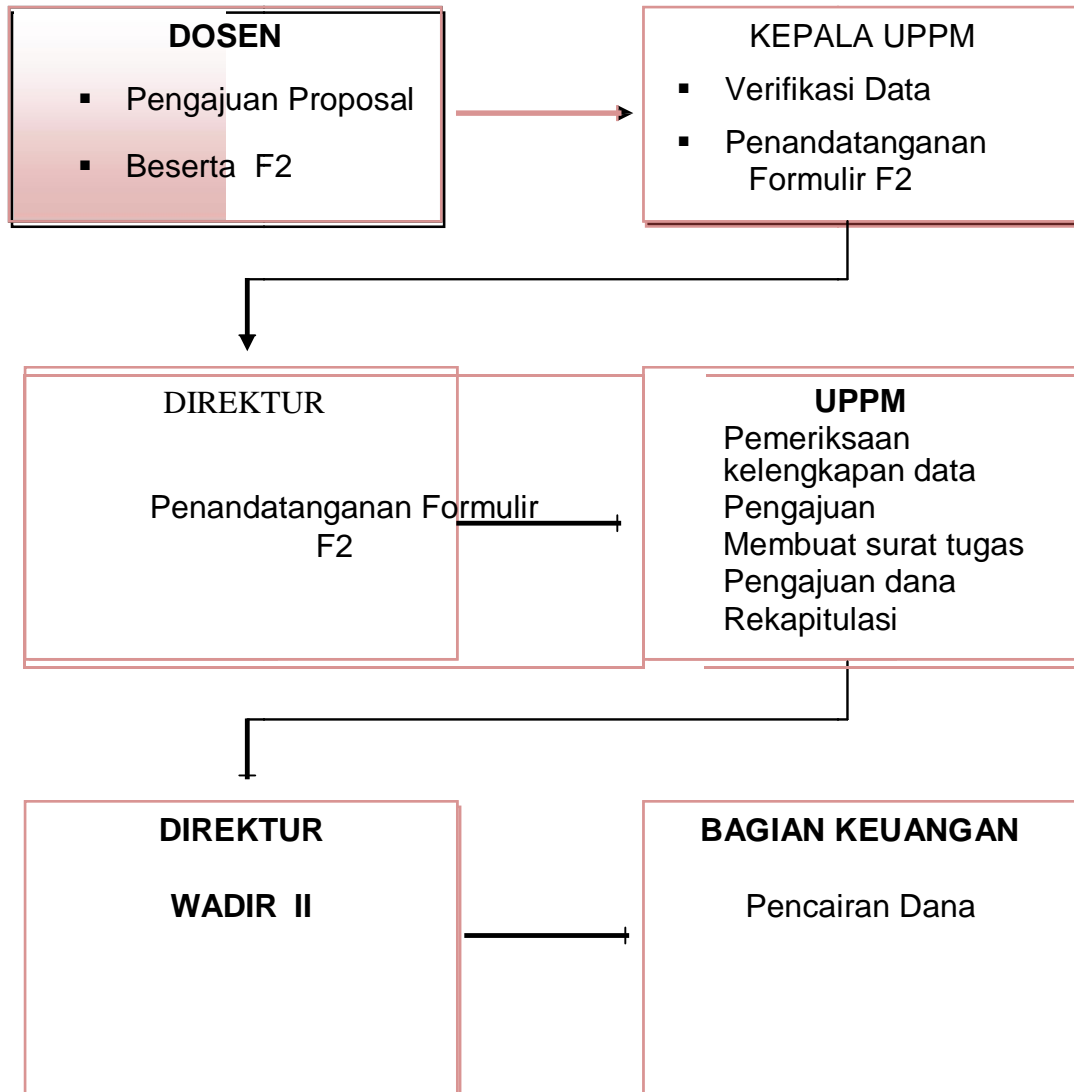 DOSEN
▪ Pengajuan Proposal
▪ Beserta F2
KEPALA UPPM
▪ Verifikasi Data
▪ Penandatanganan
Formulir F2
DIREKTUR
Penandatanganan Formulir
F2
UPPM
Pemeriksaan
kelengkapan data
Pengajuan
Membuat surat tugas
Pengajuan dana
Rekapitulasi
DIREKTUR
WADIR II
BAGIAN KEUANGAN
Pencairan Dana